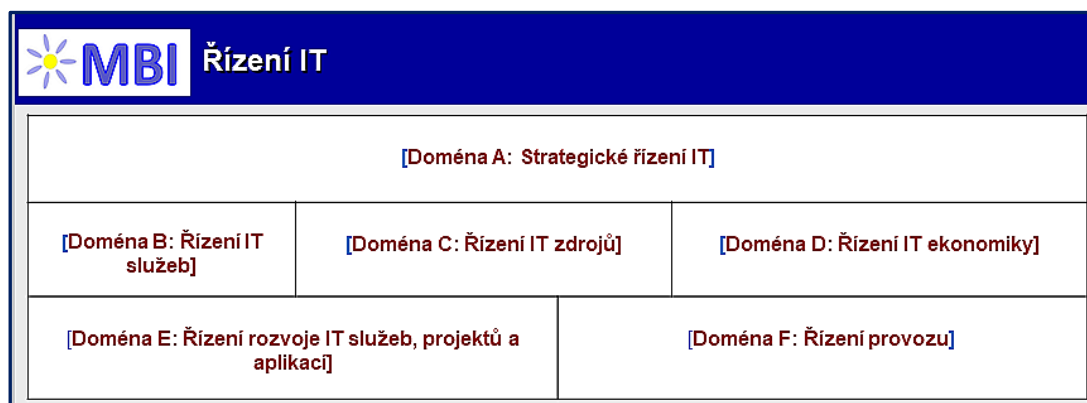 MBI Řízení IT
[Doména A: Strategické řízení IT]
[Doména B: Řízení IT
služeb]
[Doména C: Řízení IT zdrojů]
[Doména D: Řízení IT ekonomiky]
[Doména E: Řízení rozvoje IT služeb, projektů a
aplikací]
[Doména F: Řízení provozu]